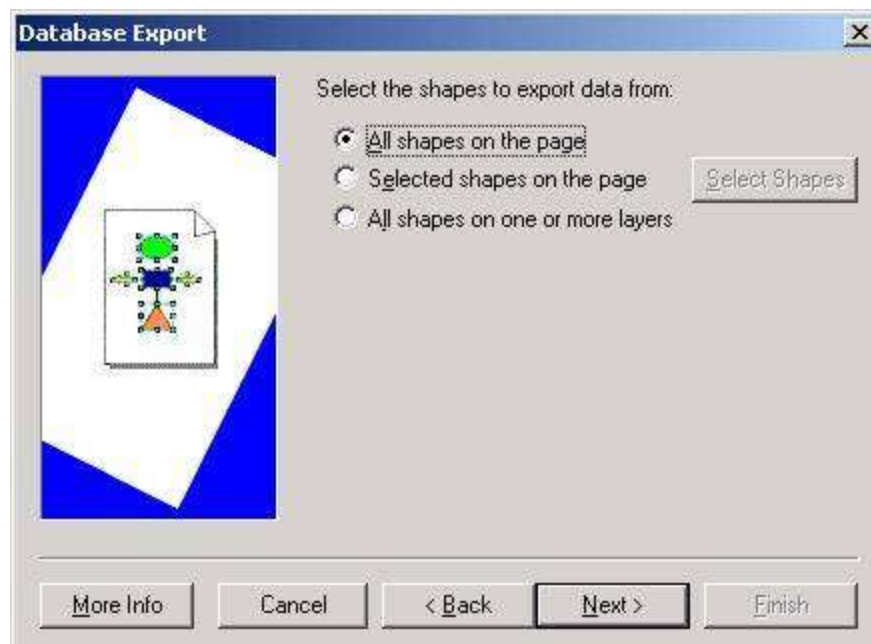 Database Export
Select the shapes to export data from:
All shapes on the page
Selected shapes on the page
Select Shapes
All shapes on one or more layers
More Info
Cancel
< Back
Next >
Finish